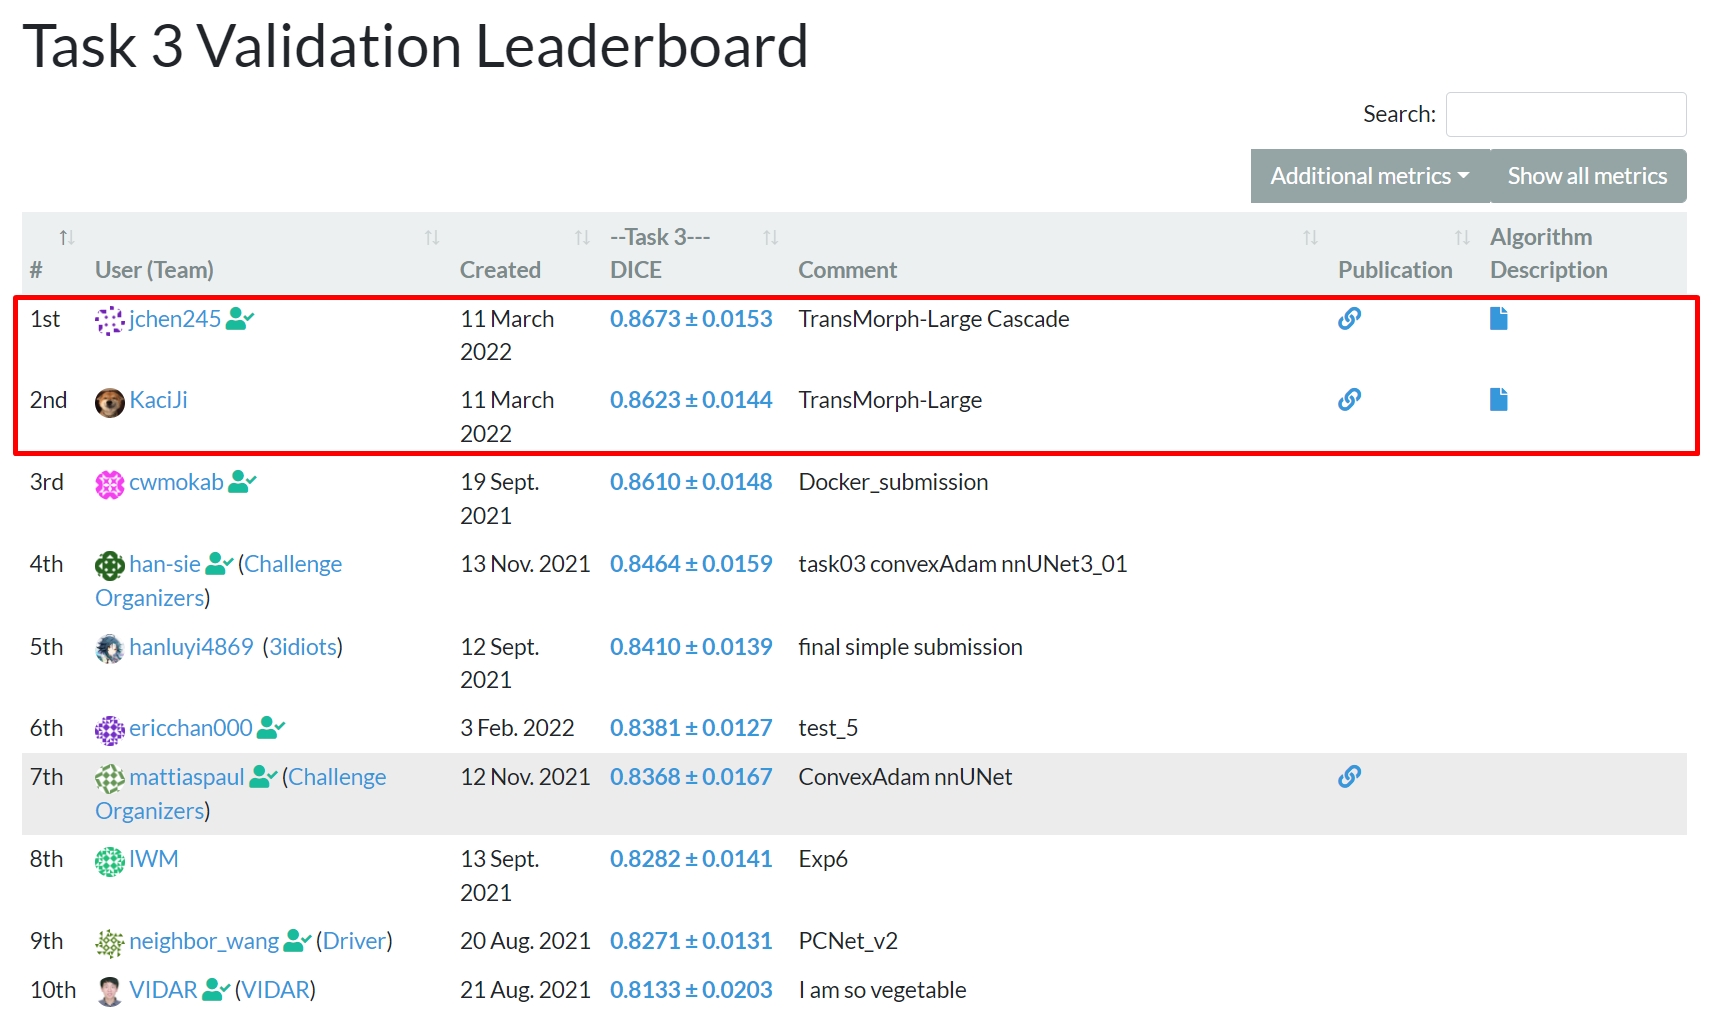 Task 3 Validation Leaderboard
Search:
Additional metrics Show all metrics
--Task 3--- Algorithm
# User (Team) Created DICE Comment Publication Description
1st jchen245 11 March 0.8673 ± 0.0153 TransMorph-Large Cascade
2022
2nd KaciJi 11 March 0.8623 ± 0.0144 TransMorph-Large
2022
3rd cwmokab 19 Sept. 0.8610 ± 0.0148 Docker_submission
2021
4th han-sie (Challenge 13 Nov. 2021 0.8464 ± 0.0159 task03 convexAdam nnUNet3_01
Organizers)
5th hanluyi4869 (3idiots) 12 Sept. 0.8410 ± 0.0139 final simple submission
2021
6th ericchan000 3 Feb. 2022 0.8381 ± 0.0127 test_5
7th mattiaspaul (Challenge 12 Nov. 2021 0.8368 ± 0.0167 ConvexAdam nnUNet
Organizers)
8th IWM 13 Sept. 0.8282 ± 0.0141 Exp6
2021
9th neighbor_wang (Driver) 20 Aug. 2021 0.8271 ± 0.0131 PCNet_v2
10th VIDAR (VIDAR) 21 Aug. 2021 0.8133 ± 0.0203 I am so vegetable